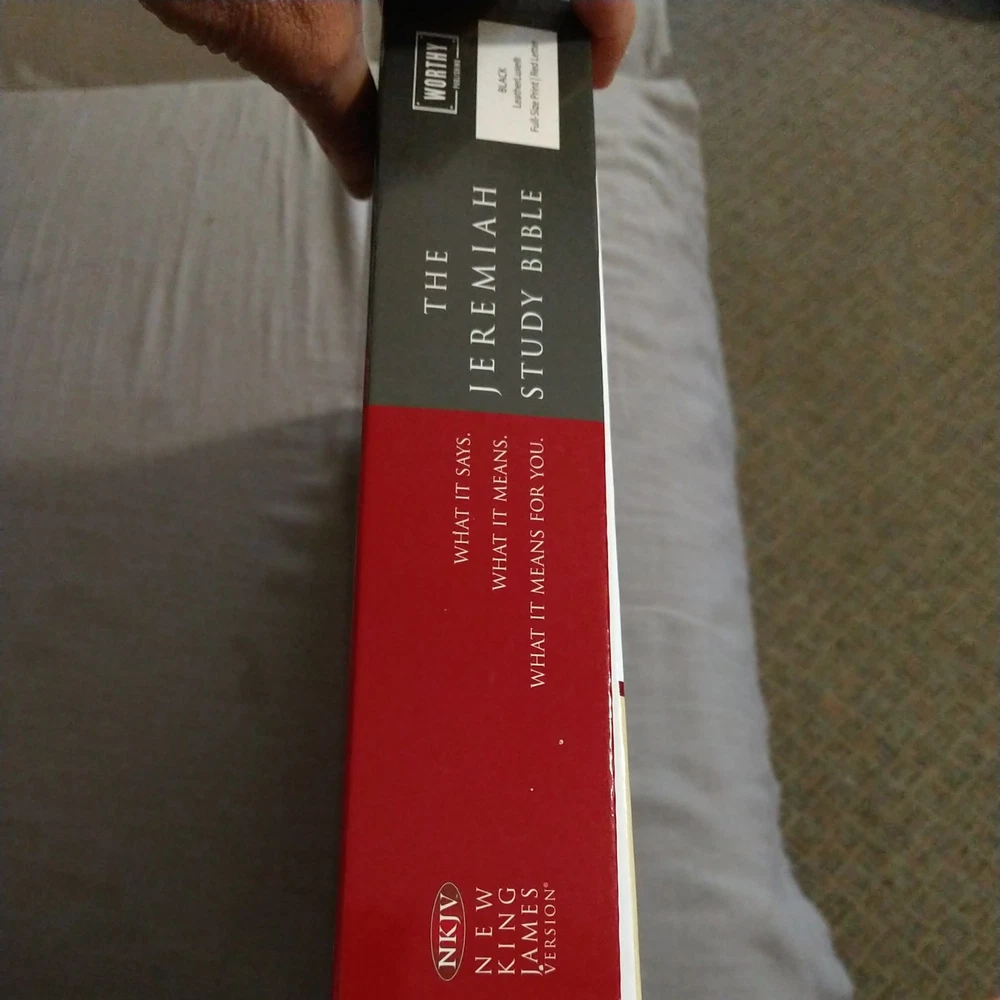 WORTHY
PUBLISHING
BLACK
LeatherLuxe®
Full-Size Print | Red Letter
THE
JEREMIAH
STUDY BIBLE
WHAT IT SAYS.
WHAT IT MEANS.
WHAT IT MEANS FOR YOU.
NKJV
NEW
KING
JAMES
VERSION®